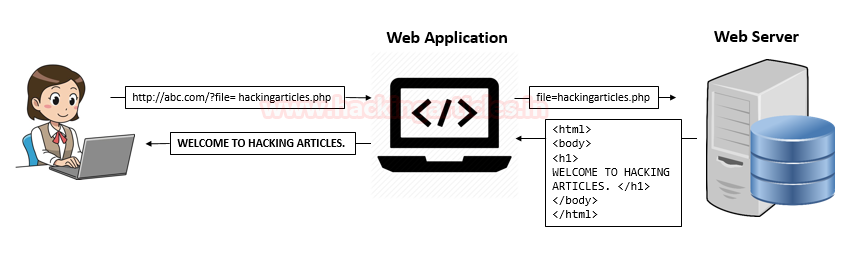 Web Application
Web Server
http://abc.com/?file= hackingarticles.php
file=hackingarticles.php
www.hackingarticles.in
WELCOME TO HACKING ARTICLES.
</>
<html>
<body>
<h1>
WELCOME TO HACKING
ARTICLES. </h1>
</body>
</html>